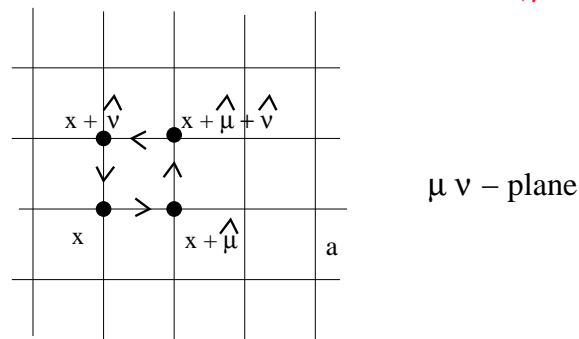 x + ν̂ x + μ̂ + ν̂
μ ν – plane
x x + μ̂
a